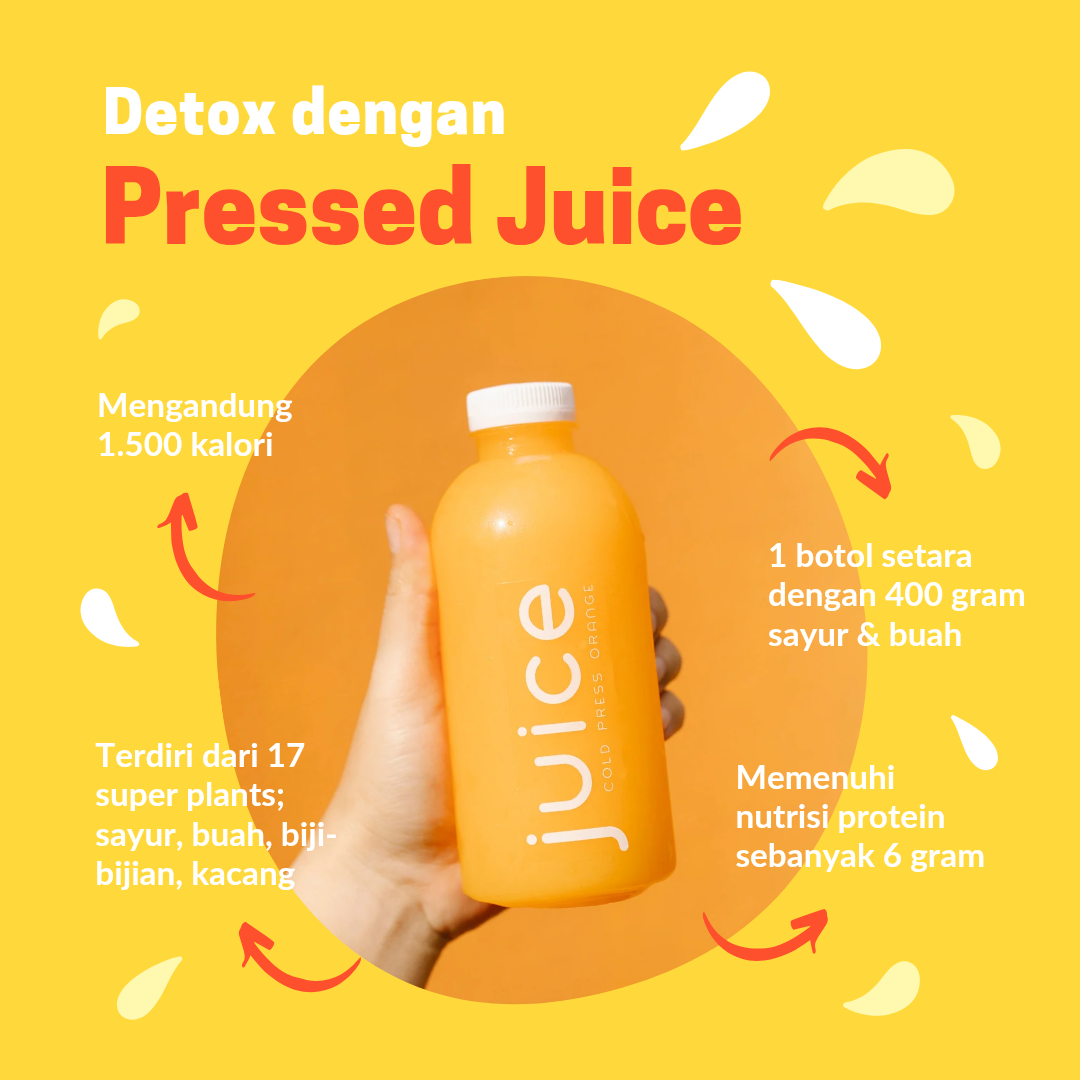 Detox dengan
Pressed Juice
Mengandung
1.500 kalori
1 botol setara
dengan 400 gram
sayur & buah
juice
COLD PRESS ORANGE
Terdiri dari 17
super plants;
sayur, buah, biji-
bijian, kacang
Memenuhi
nutrisi protein
sebanyak 6 gram